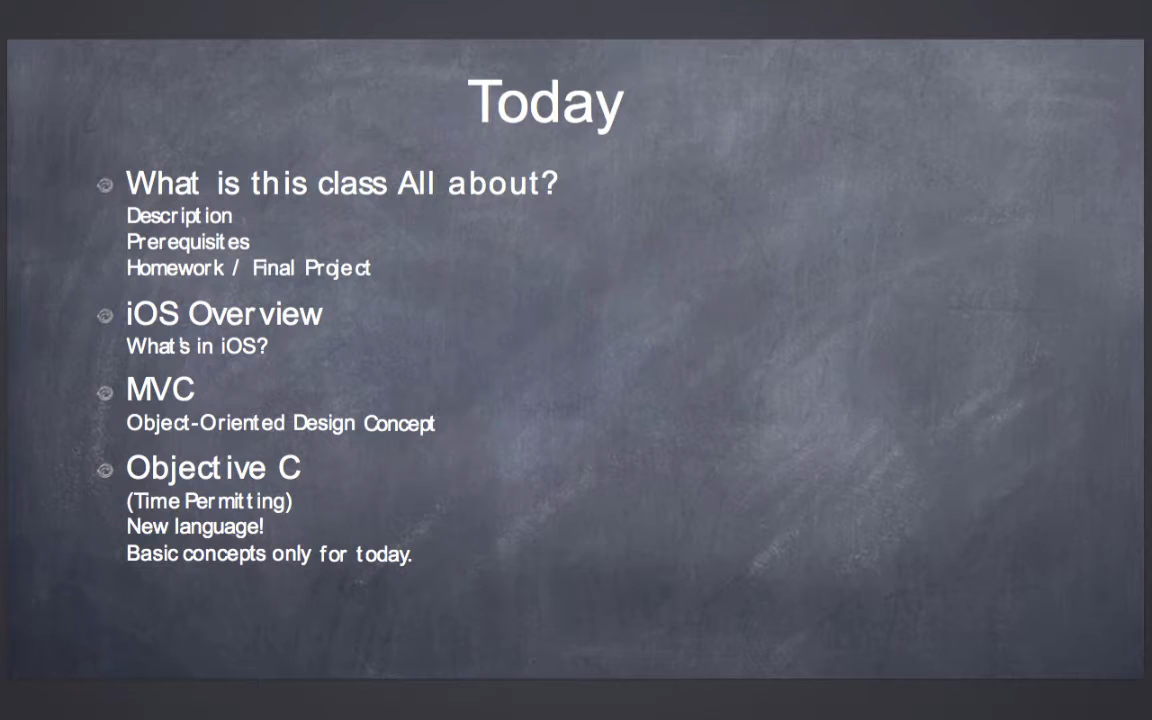 Today
What is this class All about?
Description
Prerequisites
Homework / Final Project
iOS Overview
What's in iOS?
MVC
Object-Oriented Design Concept
Objective C
(Time Permitting)
New language!
Basic concepts only for today.